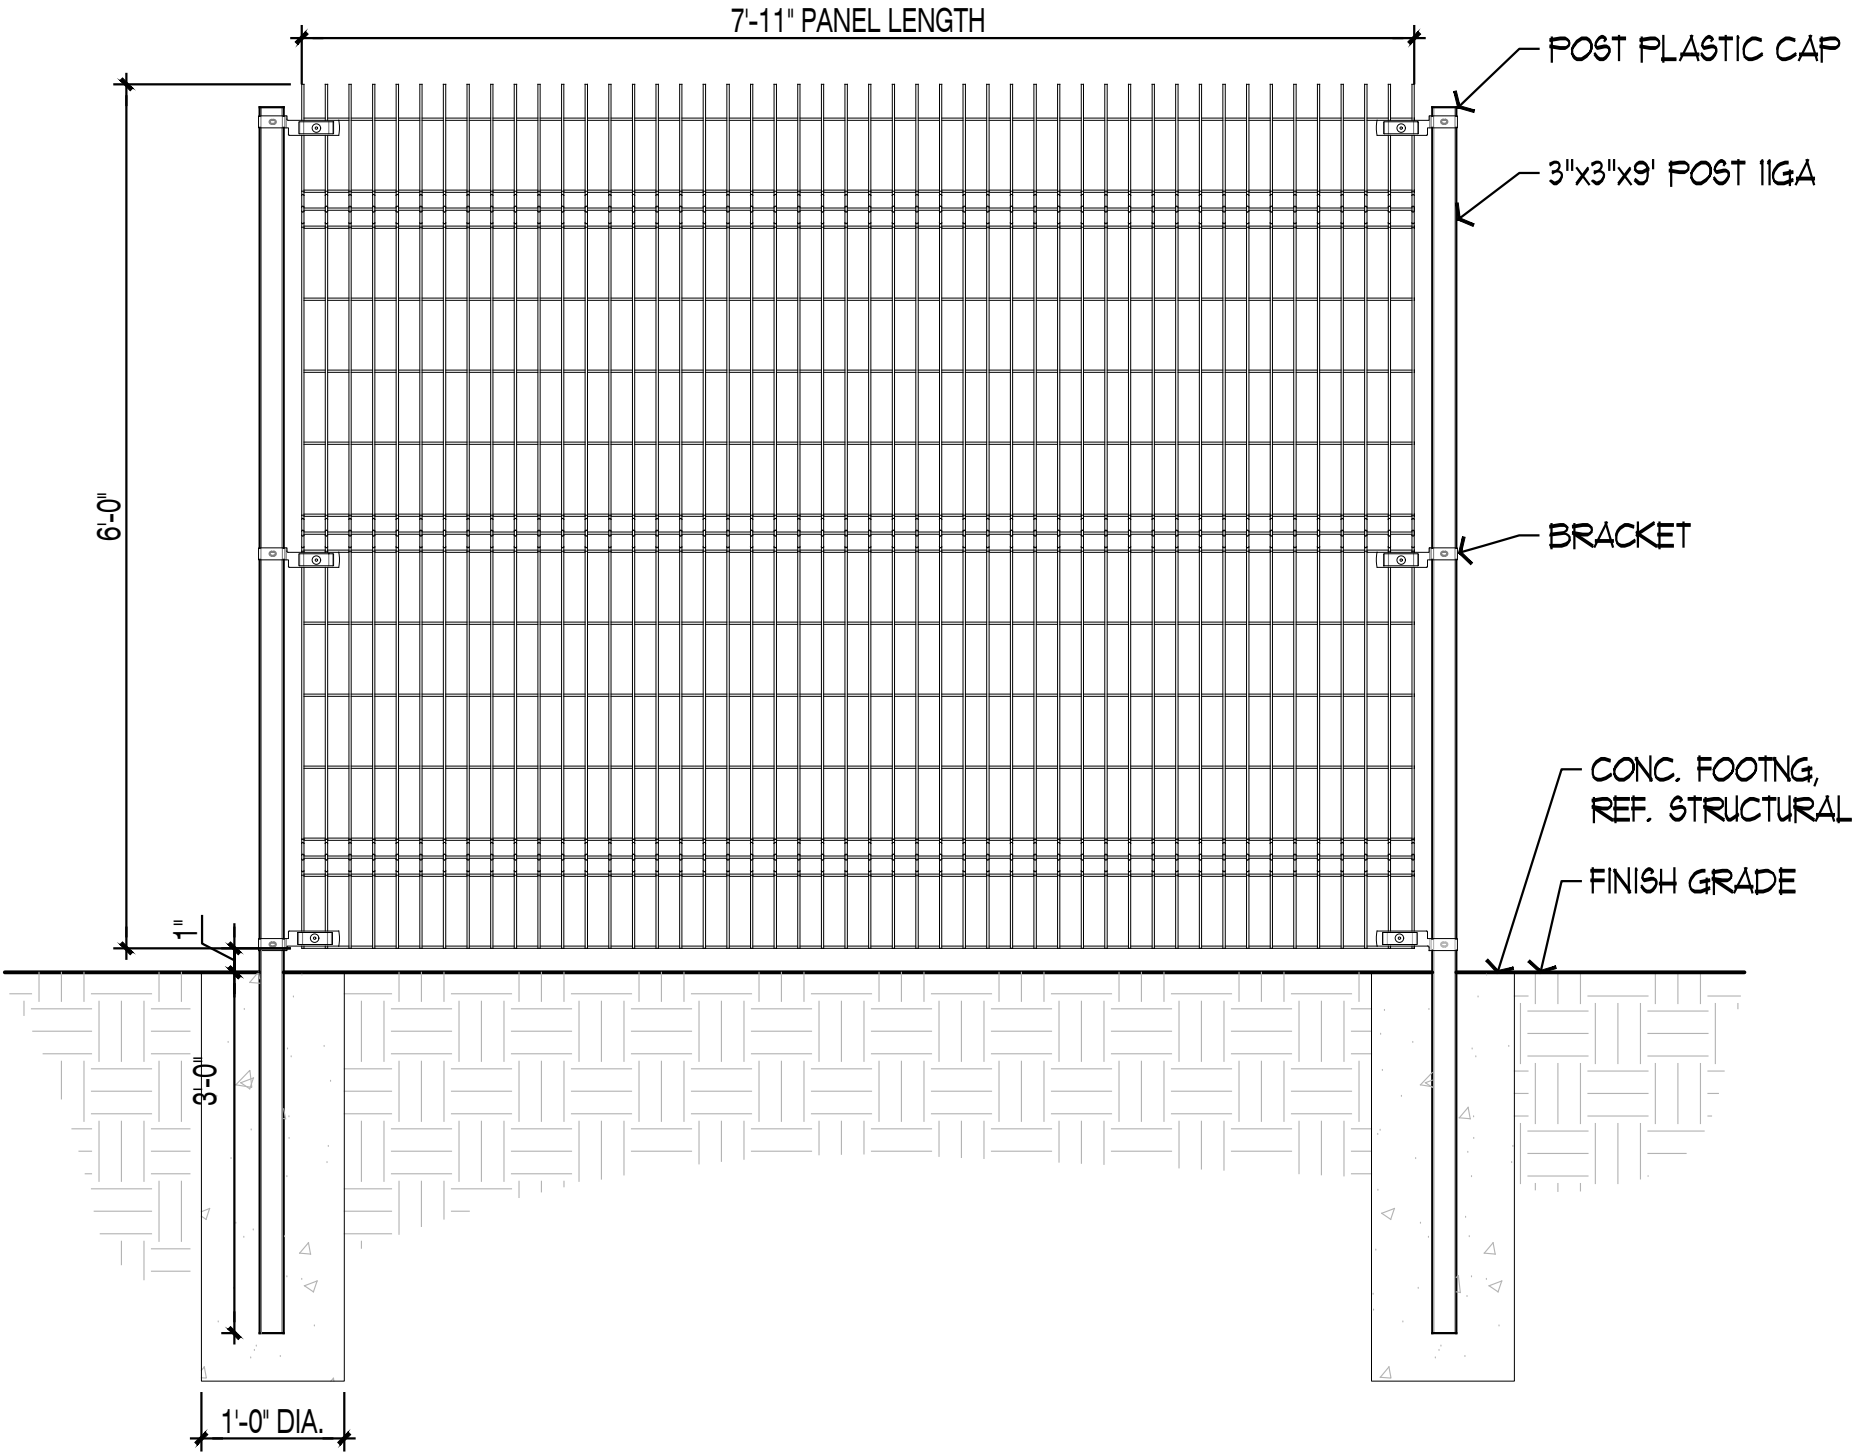 7'-11" PANEL LENGTH
POST PLASTIC CAP
3"x3"x9' POST 11GA
6'-0"
BRACKET
CONC. FOOTNG,
REF. STRUCTURAL
FINISH GRADE
1"
3'-0"
1'-0" DIA.